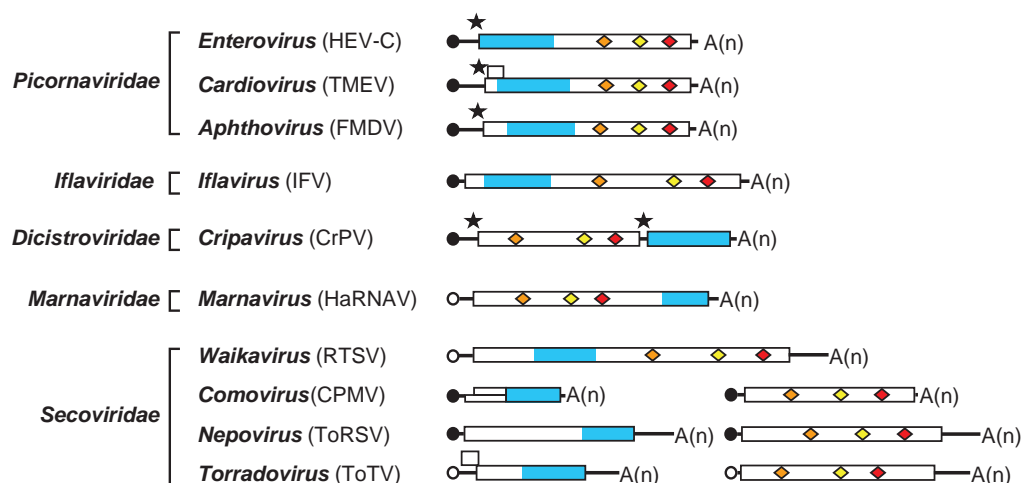 Enterovirus (HEV-C) A(n)
Picornaviridae Cardiovirus (TMEV) A(n)
Aphthovirus (FMDV) A(n)
Iflaviridae Iflavirus (IFV) A(n)
Dicistroviridae Cripavirus (CrPV) A(n)
Marnaviridae Marnavirus (HaRNAV) A(n)
Waikavirus (RTSV) A(n)
Comovirus(CPMV) A(n) A(n)
Secoviridae
Nepovirus (ToRSV) A(n) A(n)
Torradovirus (ToTV) A(n) A(n)